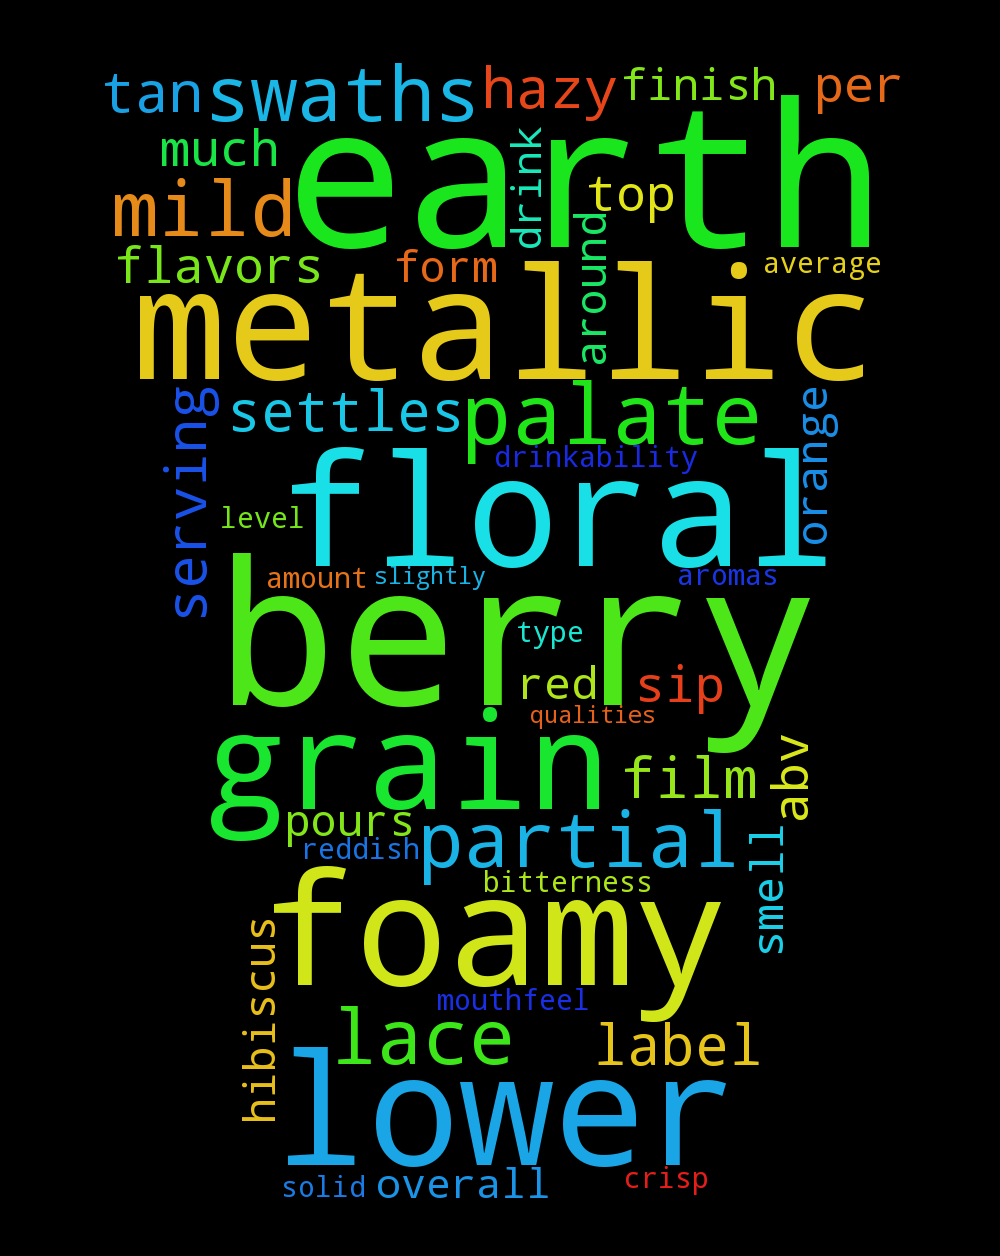 tan swaths hazy finish per
much earth drink
mild top
flavors form around average
metallic
serving settles palate orange
drinkability
floral
level
amount slightly aromas
berry
type
red sip
qualities
grain film abv
pours partial
reddish smell
bitterness
foamy
hibiscus mouthfeel
lace label
lower
solid overall crisp